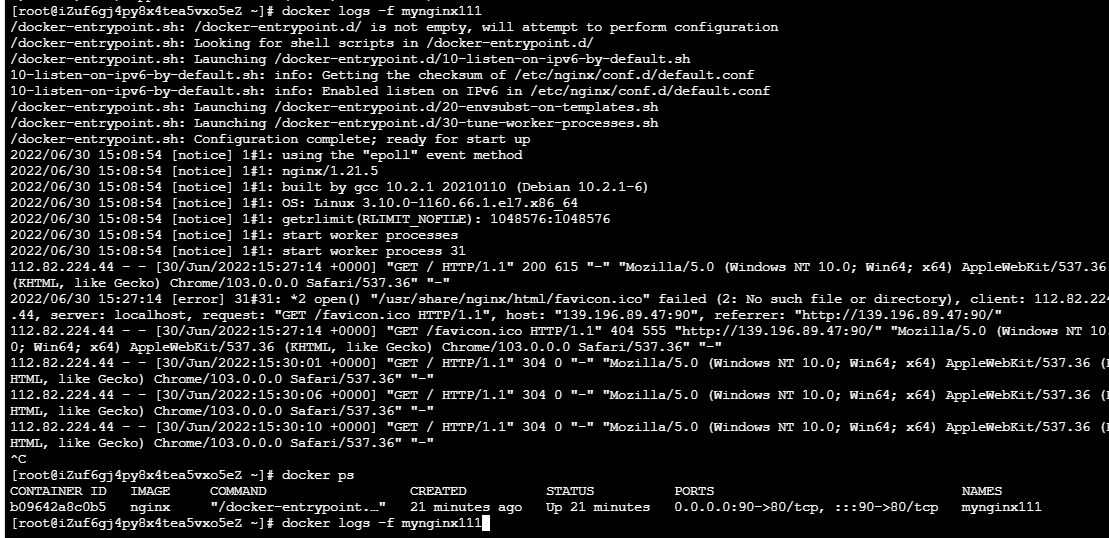 [root@iZuf6gj4py8x4tea5vxo5eZ ~]# docker logs -f mynginx111
/docker-entrypoint.sh: /docker-entrypoint.d/ is not empty, will attempt to perform configuration
/docker-entrypoint.sh: Looking for shell scripts in /docker-entrypoint.d/
/docker-entrypoint.sh: Launching /docker-entrypoint.d/10-listen-on-ipv6-by-default.sh
10-listen-on-ipv6-by-default.sh: info: Getting the checksum of /etc/nginx/conf.d/default.conf
10-listen-on-ipv6-by-default.sh: info: Enabled listen on IPv6 in /etc/nginx/conf.d/default.conf
/docker-entrypoint.sh: Launching /docker-entrypoint.d/20-envsubst-on-templates.sh
/docker-entrypoint.sh: Launching /docker-entrypoint.d/30-tune-worker-processes.sh
/docker-entrypoint.sh: Configuration complete; ready for start up
2022/06/30 15:08:54 [notice] 1#1: using the "epoll" event method
2022/06/30 15:08:54 [notice] 1#1: nginx/1.21.5
2022/06/30 15:08:54 [notice] 1#1: built by gcc 10.2.1 20210110 (Debian 10.2.1-6)
2022/06/30 15:08:54 [notice] 1#1: OS: Linux 3.10.0-1160.66.1.el7.x86_64
2022/06/30 15:08:54 [notice] 1#1: getrlimit(RLIMIT_NOFILE): 1048576:1048576
2022/06/30 15:08:54 [notice] 1#1: start worker processes
2022/06/30 15:08:54 [notice] 1#1: start worker process 31
112.82.224.44 - - [30/Jun/2022:15:27:14 +0000] "GET / HTTP/1.1" 200 615 "-" "Mozilla/5.0 (Windows NT 10.0; Win64; x64) AppleWebKit/537.36
(KHTML, like Gecko) Chrome/103.0.0.0 Safari/537.36" "-"
2022/06/30 15:27:14 [error] 31#31: *2 open() "/usr/share/nginx/html/favicon.ico" failed (2: No such file or directory), client: 112.82.224
.44, server: localhost, request: "GET /favicon.ico HTTP/1.1", host: "139.196.89.47:90", referrer: "http://139.196.89.47:90/"
112.82.224.44 - - [30/Jun/2022:15:27:14 +0000] "GET /favicon.ico HTTP/1.1" 404 555 "http://139.196.89.47:90/" "Mozilla/5.0 (Windows NT 10.
0; Win64; x64) AppleWebKit/537.36 (KHTML, like Gecko) Chrome/103.0.0.0 Safari/537.36" "-"
112.82.224.44 - - [30/Jun/2022:15:30:01 +0000] "GET / HTTP/1.1" 304 0 "-" "Mozilla/5.0 (Windows NT 10.0; Win64; x64) AppleWebKit/537.36 (K
HTML, like Gecko) Chrome/103.0.0.0 Safari/537.36" "-"
112.82.224.44 - - [30/Jun/2022:15:30:06 +0000] "GET / HTTP/1.1" 304 0 "-" "Mozilla/5.0 (Windows NT 10.0; Win64; x64) AppleWebKit/537.36 (K
HTML, like Gecko) Chrome/103.0.0.0 Safari/537.36" "-"
112.82.224.44 - - [30/Jun/2022:15:30:10 +0000] "GET / HTTP/1.1" 304 0 "-" "Mozilla/5.0 (Windows NT 10.0; Win64; x64) AppleWebKit/537.36 (K
HTML, like Gecko) Chrome/103.0.0.0 Safari/537.36" "-"
^C
[root@iZuf6gj4py8x4tea5vxo5eZ ~]# docker ps
CONTAINER ID   IMAGE     COMMAND                  CREATED          STATUS          PORTS                               NAMES
b09642a8c0b5   nginx     "/docker-entrypoint.…"   21 minutes ago   Up 21 minutes   0.0.0.0:90->80/tcp, :::90->80/tcp   mynginx111
[root@iZuf6gj4py8x4tea5vxo5eZ ~]# docker logs -f mynginx111